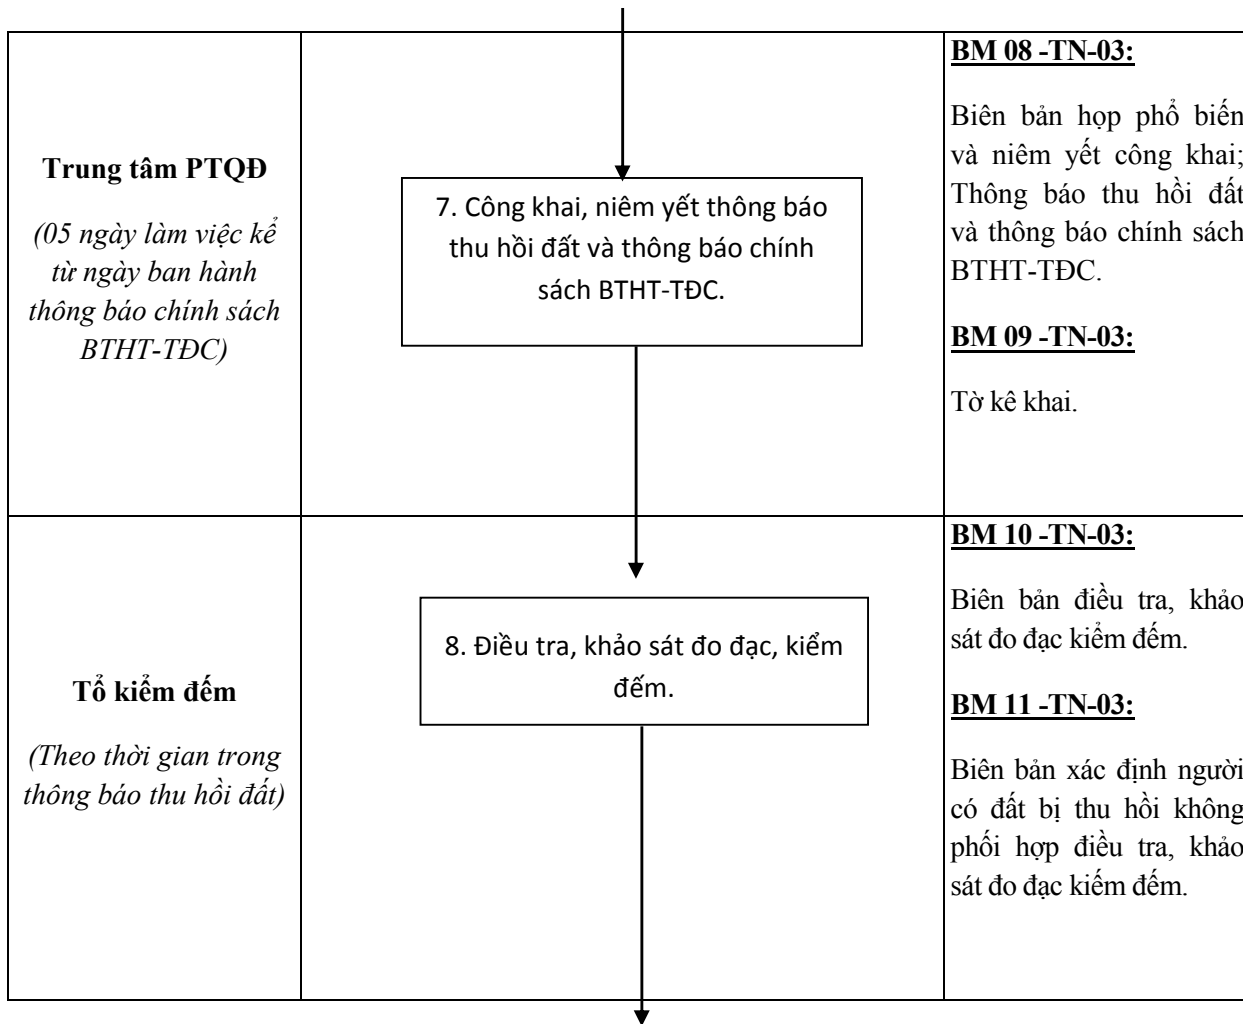 Trung tâm PTQĐ
(05 ngày làm việc kể
từ ngày ban hành
thông báo chính sách
BTHT-TĐC)
7. Công khai, niêm yết thông báo
thu hồi đất và thông báo chính
sách BTHT-TĐC.
BM 08 -TN-03:
Biên bản họp phổ biến
và niêm yết công khai;
Thông báo thu hồi đất
và thông báo chính sách
BTHT-TĐC.
BM 09 -TN-03:
Tờ kê khai.
Tổ kiểm đếm
(Theo thời gian trong
thông báo thu hồi đất)
8. Điều tra, khảo sát đo đạc, kiểm
đếm.
BM 10 -TN-03:
Biên bản điều tra, khảo
sát đo đạc kiểm đếm.
BM 11 -TN-03:
Biên bản xác định người
có đất bị thu hồi không
phối hợp điều tra, khảo
sát đo đạc kiếm đếm.